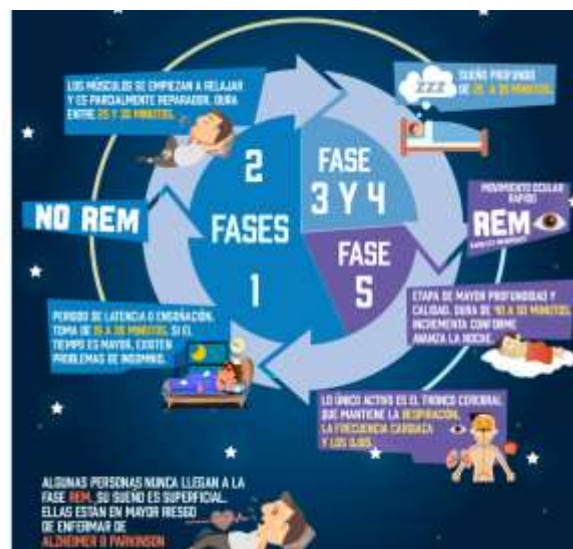 LOS MÚSCULOS SE EMPIEZAN A RELAJAR
Y ES PARCIALMENTE REPARADOR. DURA
ENTRE 25 Y 30 MINUTOS.
ZZZ
SUEÑO PROFUNDO
DE 25 A 35 MINUTOS.
2
FASES
1
FASE
3 Y 4
FASE
5
NO REM
MOVIMIENTO OCULAR
RÁPIDO
REM
ETAPA DE MAYOR PROFUNDIDAD Y
CALIDAD. DURA DE MINUTOS.
INCREMENTA CONFORME
AVANZA LA NOCHE.
PERIODO DE LATENCIA O ENSOÑACIÓN.
TOMA DE MINUTOS. SI EL
TIEMPO ES MAYOR, EXISTEN
PROBLEMAS DE INSOMNIO.
LO ÚNICO ACTIVO ES EL TRONCO CEREBRAL
QUE MANTIENE LA RESPIRACIÓN,
LA FRECUENCIA CARDIACA
Y LOS OJOS.
ALGUNAS PERSONAS NUNCA LLEGAN A LA
FASE REM, SU SUEÑO ES SUPERFICIAL.
ELLAS ESTÁN EN MAYOR RIESGO
DE ENFERMAR DE
ALZHEIMER O PARKINSON